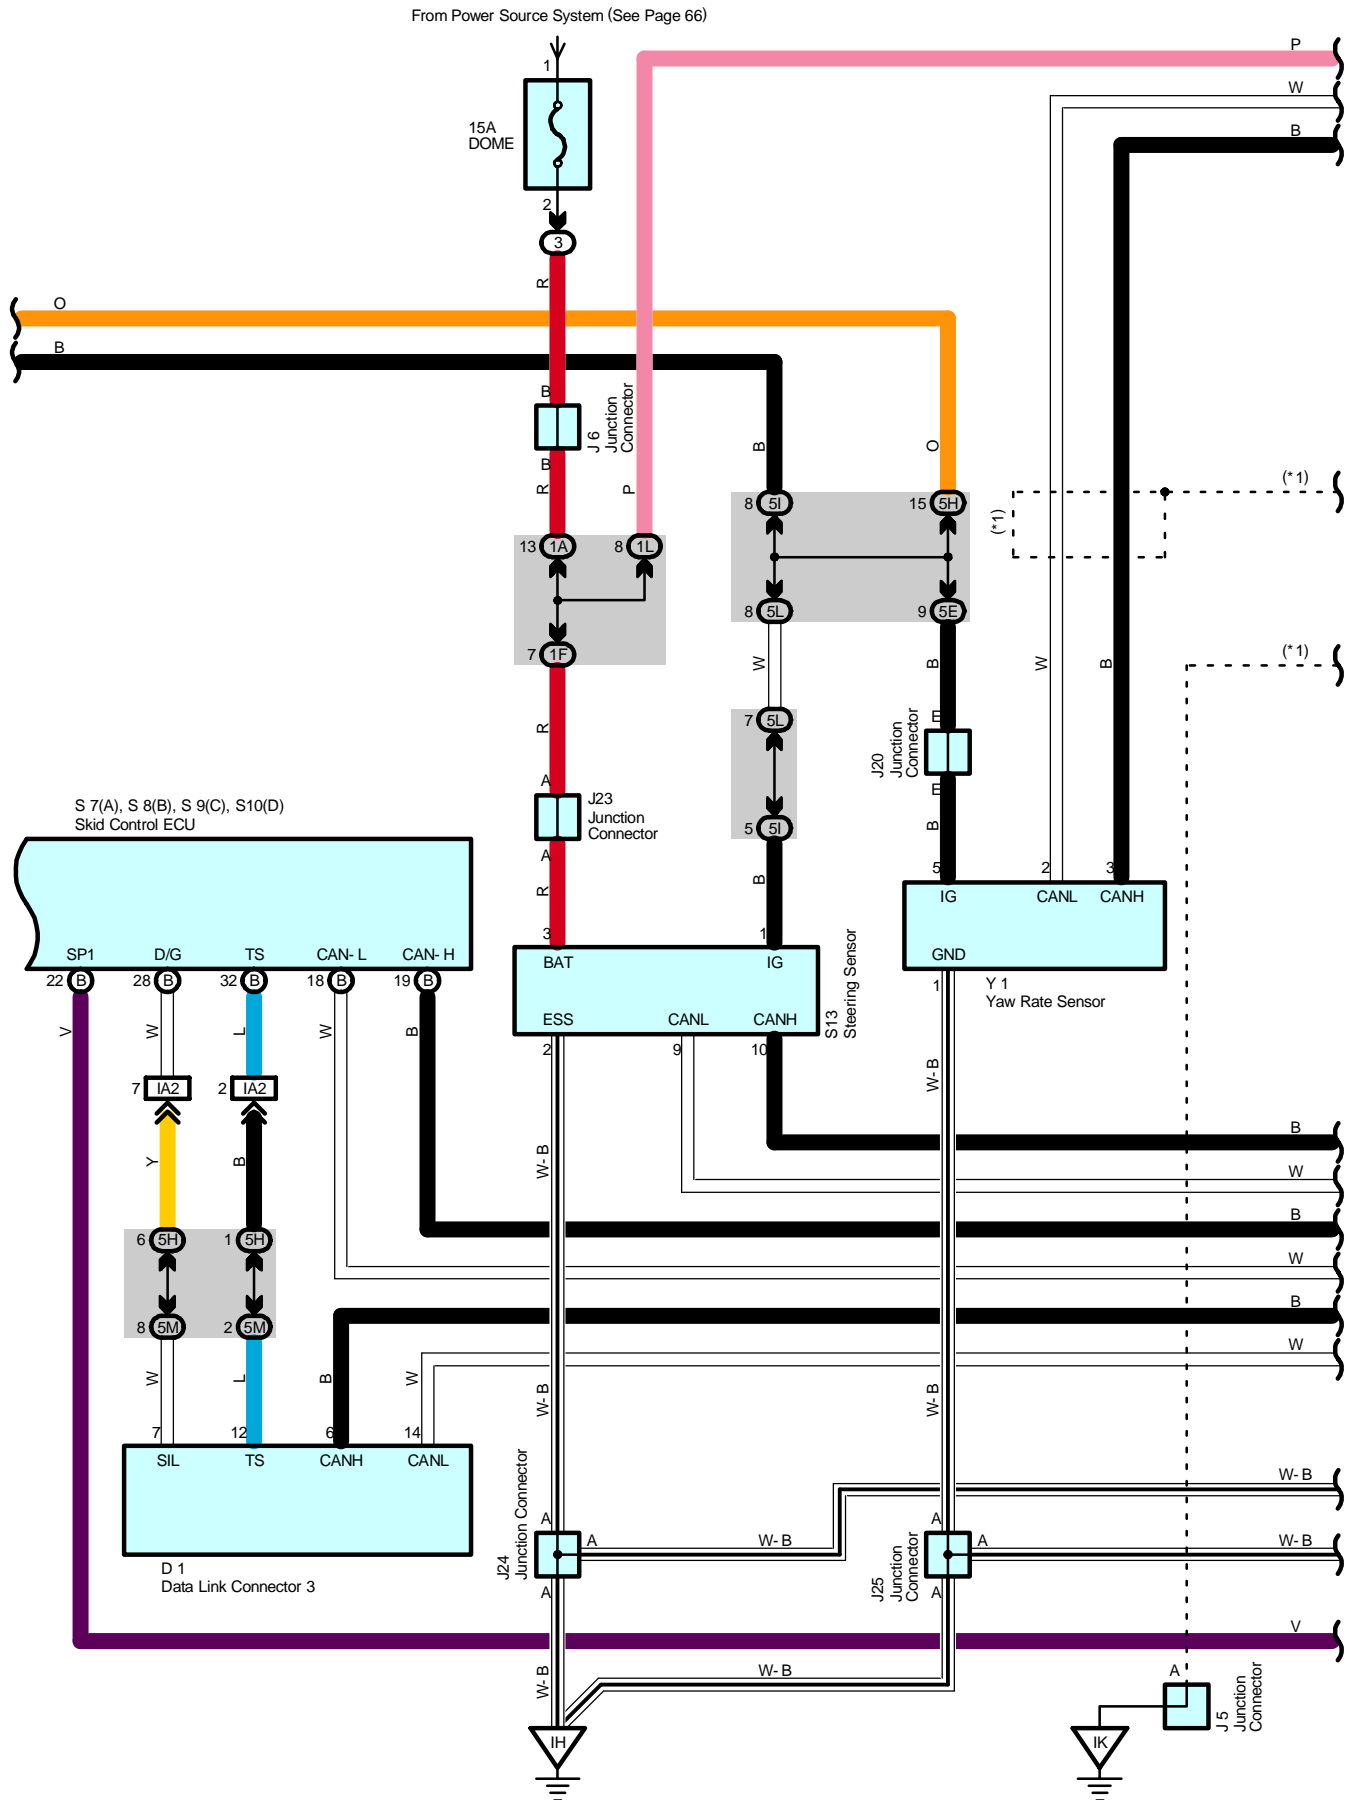 From Power Source System (See Page 66)
1
15A
DOME
2
3
R
P
W
B
O
B
B
J 6
Junction
Connector
B
R
P
B
O
(*1)
(*1)
13 1A
8 1L
8 5I
15 5H
8 5L
9 5E
7 1F
(*1)
R
W
B
W
B
7 5L
E
J20
Junction
Connector
E
B
A
J23
Junction
Connector
A
R
5 5I
B
S 7(A), S 8(B), S 9(C), S10(D)
Skid Control ECU
SP1
D/G
TS
CAN- L
CAN- H
22 B
28 B
32 B
18 B
19 B
3
1
BAT
IG
ESS
CANL
CANH
2
9
10
S13
Steering Sensor
5
2
3
IG
CANL
CANH
GND
1
Y 1
Yaw Rate Sensor
V
W
L
W
B
W- B
7 IA2
2 IA2
Y
B
W- B
B
W
B
W
B
W
6 5H
1 5H
8 5M
2 5M
W
L
B
W
W- B
W- B
7
12
6
14
SIL
TS
CANH
CANL
D 1
Data Link Connector 3
J24
Junction Connector
A
A
A
W- B
W- B
J25
Junction
Connector
A
A
A
W- B
V
W- B
W- B
A
J 5
Junction
Connector
IH
IK